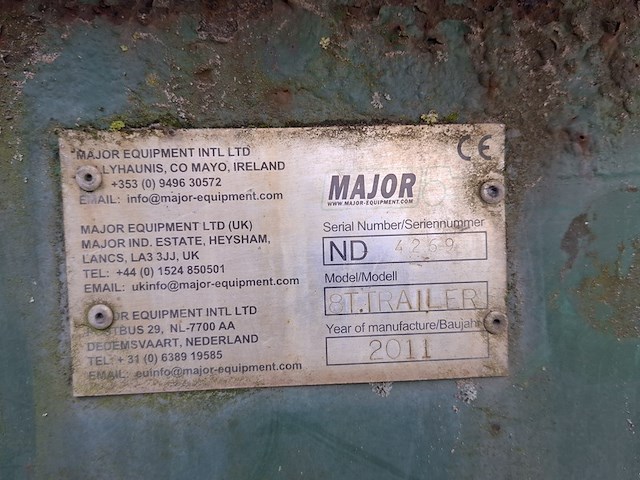 MAJOR EQUIPMENT INTL LTD
LLYHAUNIS, CO MAYO, IRELAND
+353 (0) 9496 30572
EMAIL: info@major-equipment.com
MAJOR EQUIPMENT LTD (UK)
MAJOR IND. ESTATE, HEYSHAM,
LANCS, LA3 3JJ, UK
TEL: +44 (0) 1524 850501
EMAIL: ukinfo@major-equipment.com
OR EQUIPMENT INTL LTD
TBUS 29, NL-7700 AA
DEDEMSVAART, NEDERLAND
TEL: + 31 (0) 6389 19585
EMAIL: euinfo@major-equipment.com
CE
MAJOR
WWW.MAJOR-EQUIPMENT.COM
Serial Number/Seriennummer
ND 4269
Model/Modell
8T.TRAILER
Year of manufacture/Baujahr
2011